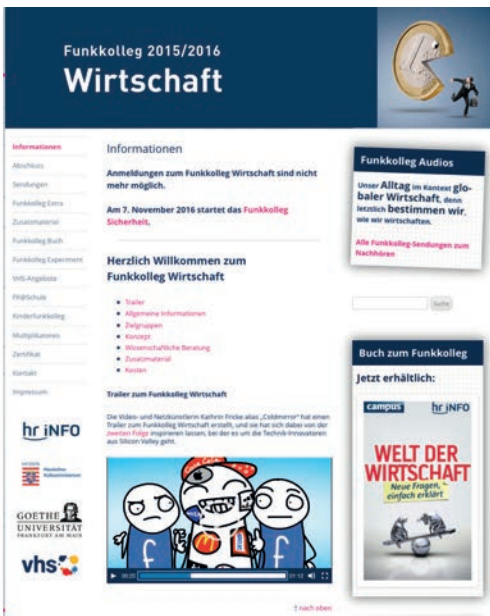 Funkkolleg 2015/2016
Wirtschaft
Informationen
Abschluss
Sendungen
Funkkolleg Extra
Zusatzmaterial
Funkkolleg Buch
Funkkolleg Experiment
VHS-Angebote
FK@Schule
Kinderfunkkolleg
Multiplikatoren
Zertifikat
Kontakt
Impressum
hr iNFO
HESSEN
Hessisches
Kultusministerium
GOETHE
UNIVERSITÄT
FRANKFURT AM MAIN
vhs
Informationen
Anmeldungen zum Funkkolleg Wirtschaft sind nicht
mehr möglich.
Am 7. November 2016 startet das Funkkolleg
Sicherheit.
Herzlich Willkommen zum
Funkkolleg Wirtschaft
Trailer
Allgemeine Informationen
Zielgruppen
Konzept
Wissenschaftliche Beratung
Zusatzmaterial
Kosten
Trailer zum Funkkolleg Wirtschaft
Die Video- und Netzkünstlerin Kathrin Fricke alias „Coldmirror“ hat einen
Trailer zum Funkkolleg Wirtschaft erstellt, und sie hat sich dabei von der
zweiten Folge inspirieren lassen, bei der es um die Technik-Innovatoren
aus Silicon Valley geht.
f
f
00:20
01:12
↑ nach oben
Funkkolleg Audios
Unser Alltag im Kontext glo-
baler Wirtschaft, denn
letztlich bestimmen wir,
wie wir wirtschaften.
Alle Funkkolleg-Sendungen zum
Nachhören
Suche
Buch zum Funkkolleg
Jetzt erhältlich:
campus
hr iNFO
WELT DER
WIRTSCHAFT
Neue Fragen,
einfach erklärt